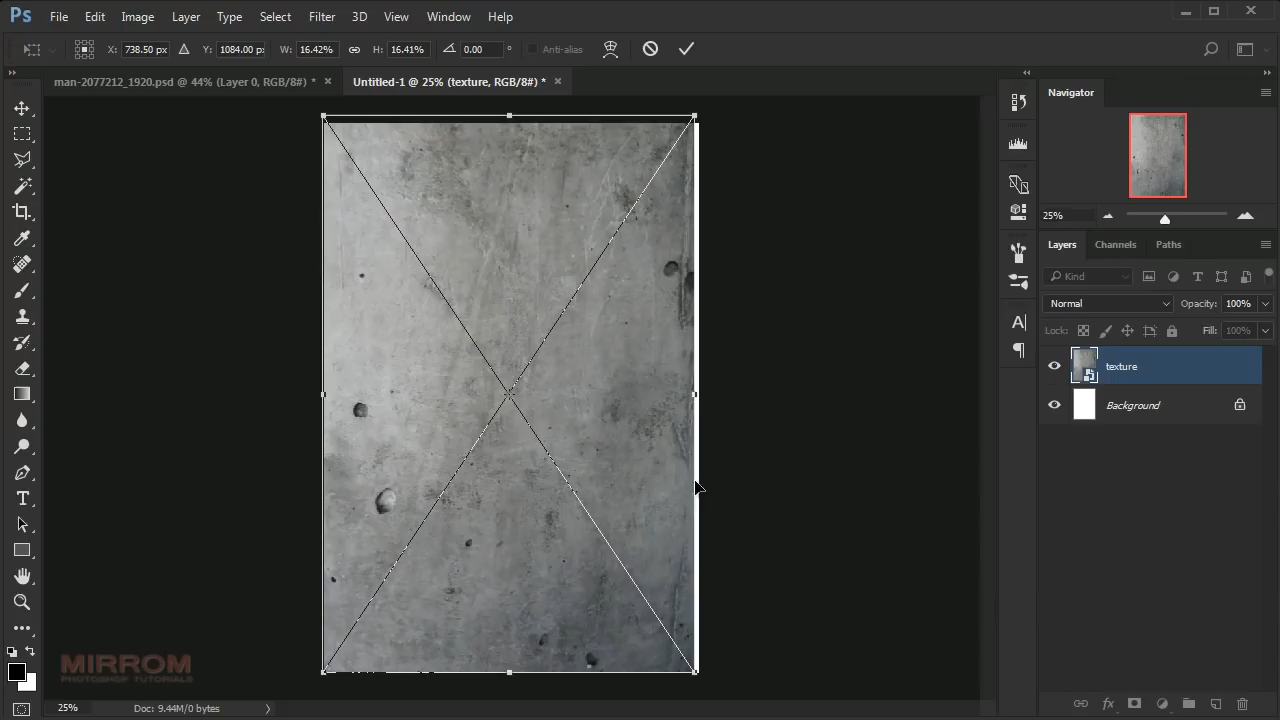 Ps File Edit Image Layer Type Select Filter 3D View Window Help
X: 738.50 px Y: 1084.00 px W: 16.42% H: 16.41% 0.00 ° Anti-alias
man-2077212_1920.psd @ 44% (Layer 0, RGB/8#) * × Untitled-1 @ 25% (texture, RGB/8#) * ×
Navigator
25%
Layers Channels Paths
Kind
Normal Opacity: 100%
Lock: Fill: 100%
texture
Background
MIRROM
PHOTOSHOP TUTORIALS
25% Doc: 9.44M/0 bytes